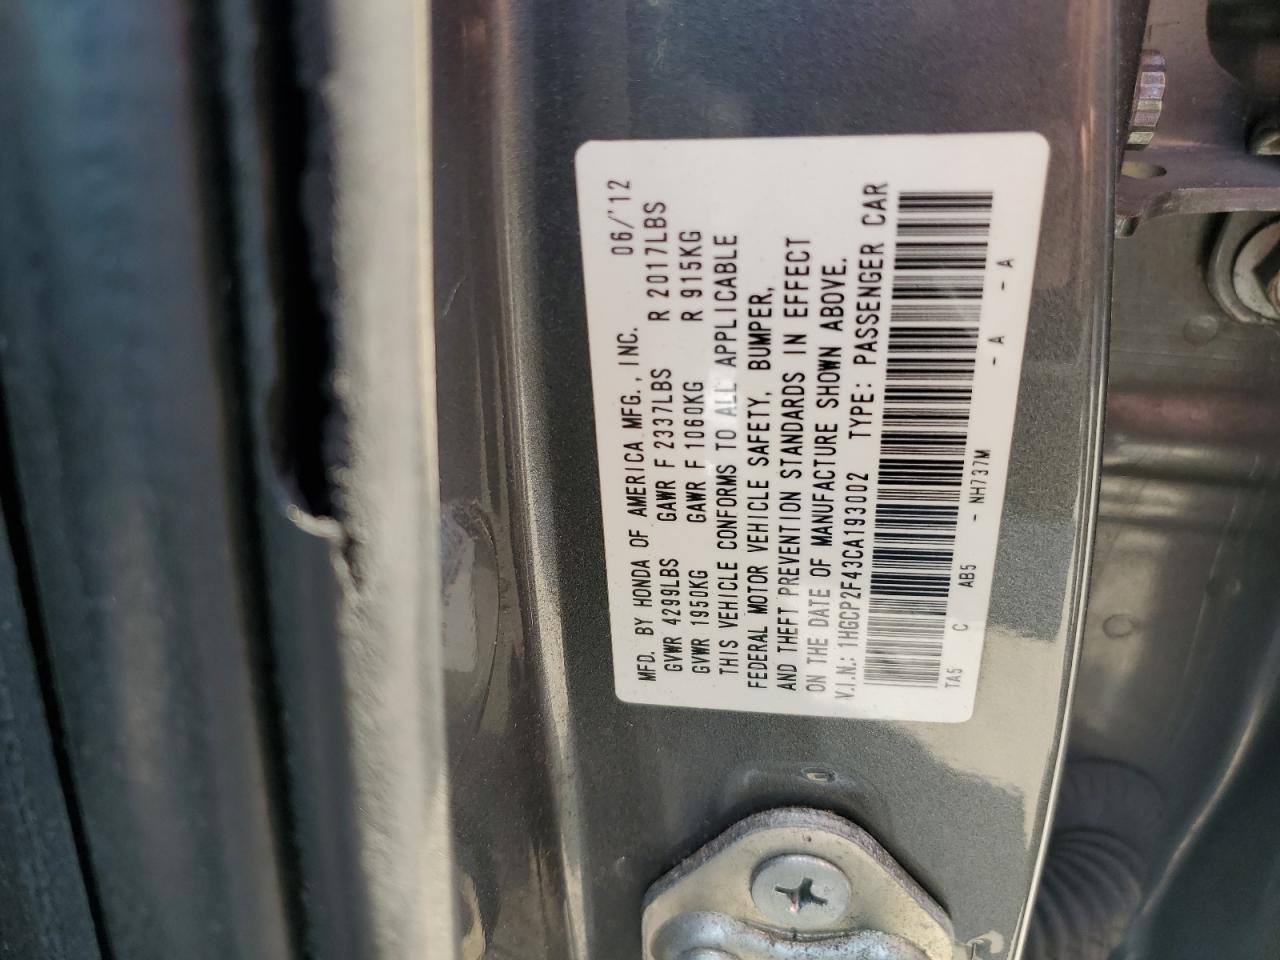 MFD. BY HONDA OF AMERICA MFG., INC. 06/'12
GVWR 4299LBS GAWR F 2337LBS R 2017LBS
GVWR 1950KG GAWR F 1060KG R 915KG
THIS VEHICLE CONFORMS TO ALL APPLICABLE
FEDERAL MOTOR VEHICLE SAFETY, BUMPER,
AND THEFT PREVENTION STANDARDS IN EFFECT
ON THE DATE OF MANUFACTURE SHOWN ABOVE.
V.I.N.: 1HGCP2F43CA193002 TYPE: PASSENGER CAR
TA5 C AB5 - NH737M - A - A